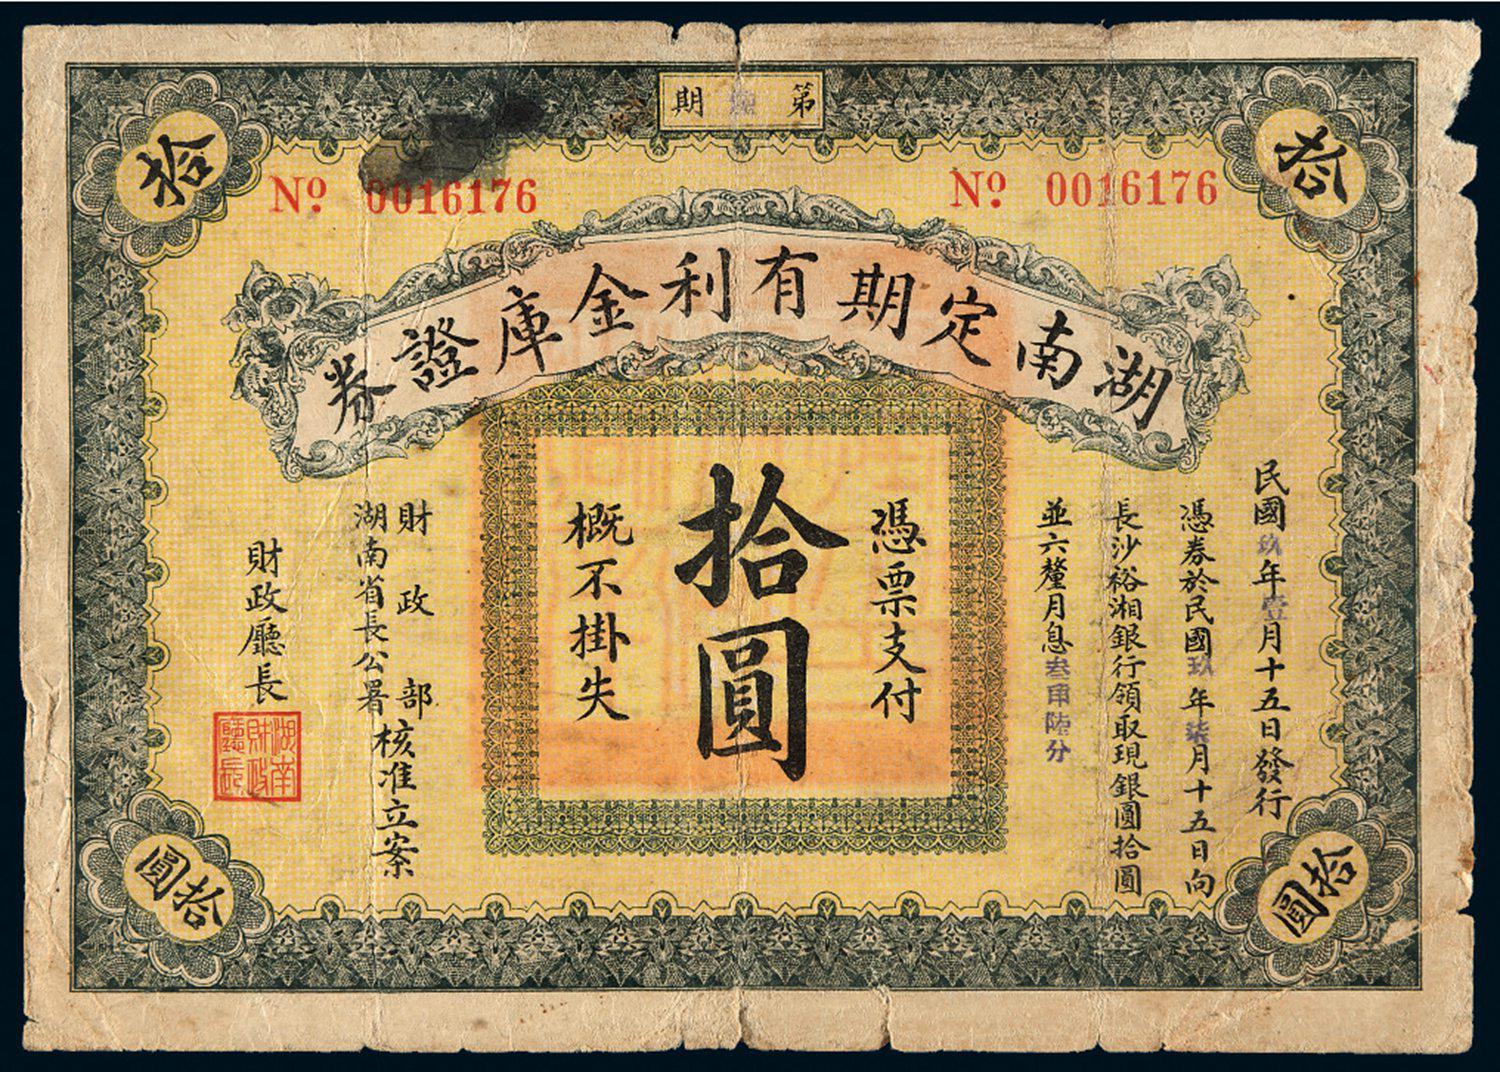 第 期
拾
拾
No 0016176
No 0016176
湖南定期有利金庫證券
民國玖年壹月十五日發行
憑券於民國玖年柒月十五日向
長沙裕湘銀行領取現銀圓拾圓
並六釐月息叁角陸分
憑票支付
拾圓
概不掛失
財政部
湖南省長公署
核准立案
財政廳長
湖南財政廳長
拾圓
拾圓